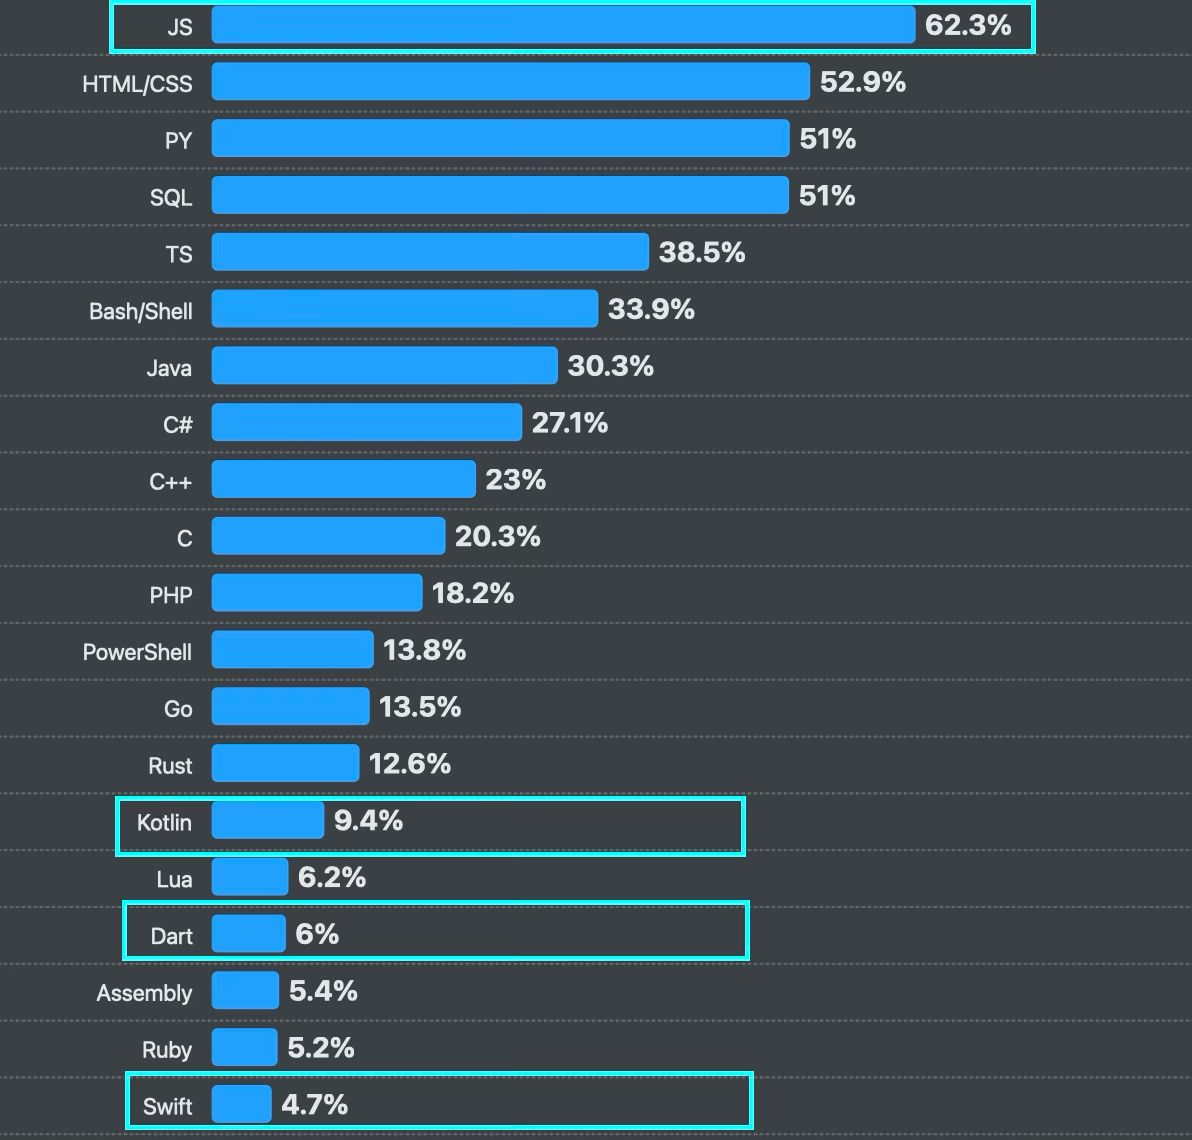 JS 62.3%
HTML/CSS 52.9%
PY 51%
SQL 51%
TS 38.5%
Bash/Shell 33.9%
Java 30.3%
C# 27.1%
C++ 23%
C 20.3%
PHP 18.2%
PowerShell 13.8%
Go 13.5%
Rust 12.6%
Kotlin 9.4%
Lua 6.2%
Dart 6%
Assembly 5.4%
Ruby 5.2%
Swift 4.7%